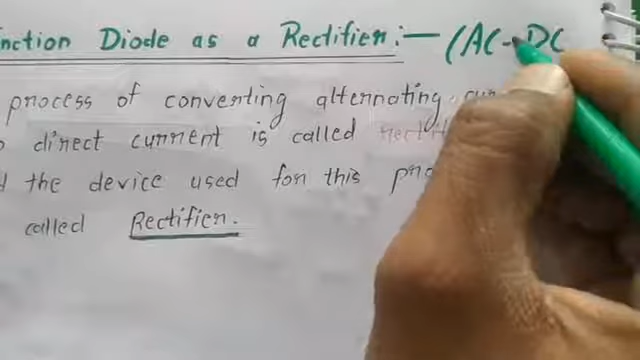 nction Diode as a Rectifier :— (AC- DC
process of converting alternating
direct current is called
the device used for this
called Rectifier.